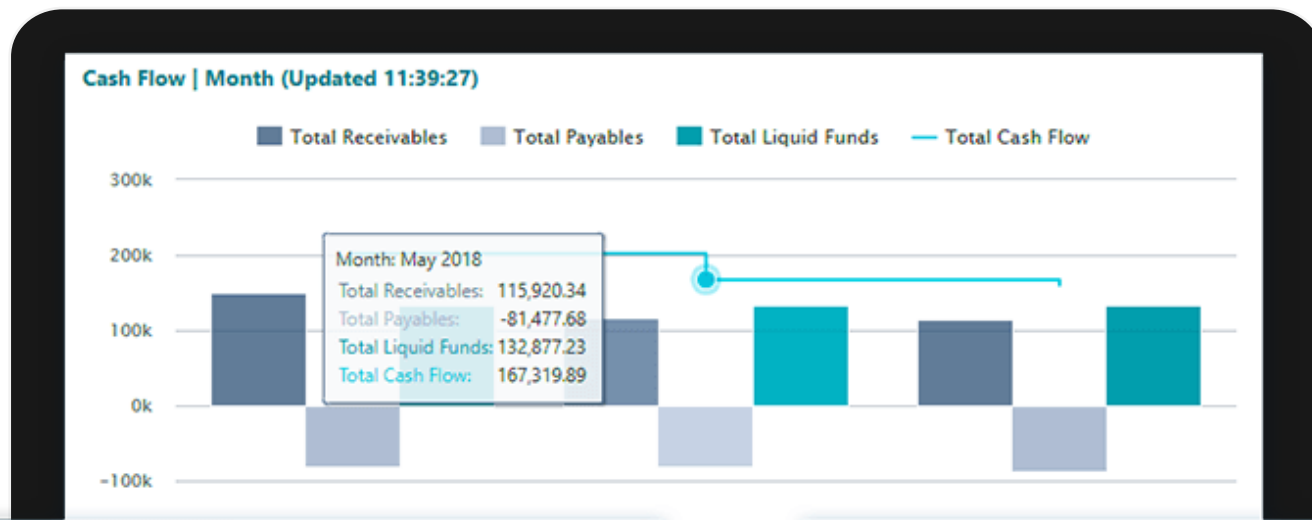 Cash Flow | Month (Updated 11:39:27)
Total Receivables Total Payables Total Liquid Funds Total Cash Flow
300k
200k
Month: May 2018
Total Receivables: 115,920.34
Total Payables: -81,477.68
Total Liquid Funds: 132,877.23
Total Cash Flow: 167,319.89
100k
0k
-100k